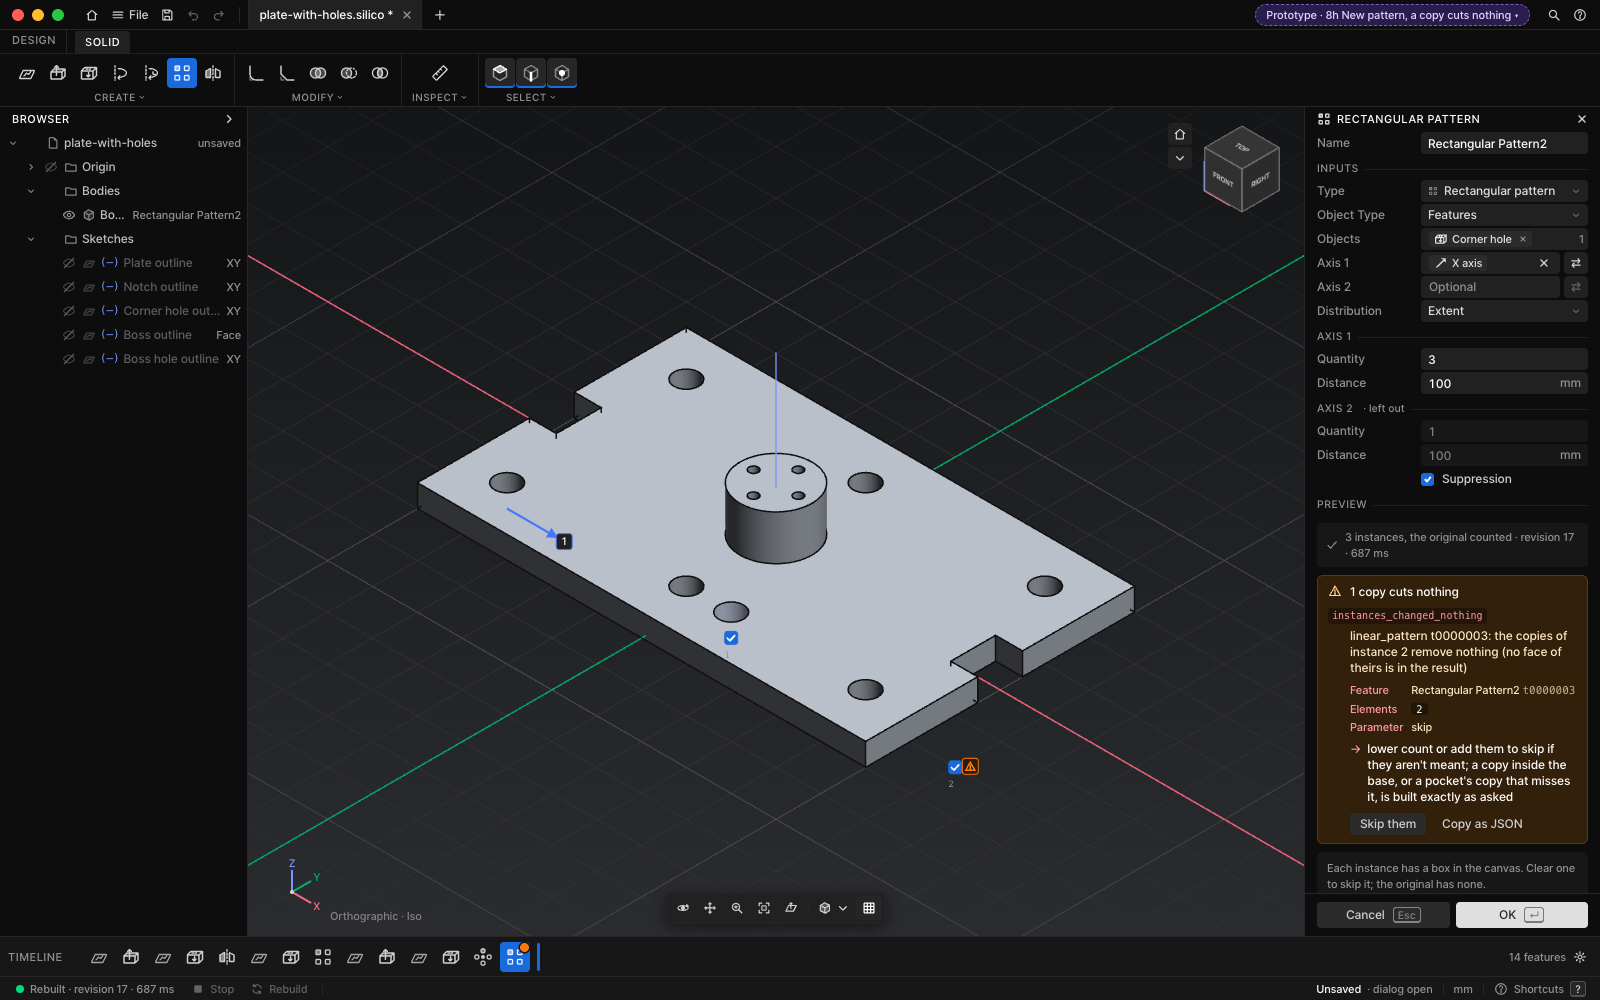 File
plate-with-holes.silico *
Prototype · 8h New pattern, a copy cuts nothing
DESIGN
SOLID
CREATE
MODIFY
INSPECT
SELECT
BROWSER
plate-with-holes unsaved
Origin
Bodies
Bo... Rectangular Pattern2
Sketches
Plate outline XY
Notch outline XY
Corner hole out... XY
Boss outline Face
Boss hole outline XY
TOP
FRONT
RIGHT
1
1
2
Z
Y
X
Orthographic · Iso
RECTANGULAR PATTERN
Name Rectangular Pattern2
INPUTS
Type Rectangular pattern
Object Type Features
Objects Corner hole × 1
Axis 1 X axis
Axis 2 Optional
Distribution Extent
AXIS 1
Quantity 3
Distance 100 mm
AXIS 2 · left out
Quantity 1
Distance 100 mm
Suppression
PREVIEW
3 instances, the original counted · revision 17
· 687 ms
1 copy cuts nothing
instances_changed_nothing
linear_pattern t0000003: the copies of
instance 2 remove nothing (no face of
theirs is in the result)
Feature Rectangular Pattern2 t0000003
Elements 2
Parameter skip
→ lower count or add them to skip if
they aren't meant; a copy inside the
base, or a pocket's copy that misses
it, is built exactly as asked
Skip them Copy as JSON
Each instance has a box in the canvas. Clear one
to skip it; the original has none.
Cancel Esc OK
TIMELINE
14 features
Rebuilt · revision 17 · 687 ms Stop Rebuild
Unsaved · dialog open mm Shortcuts ?